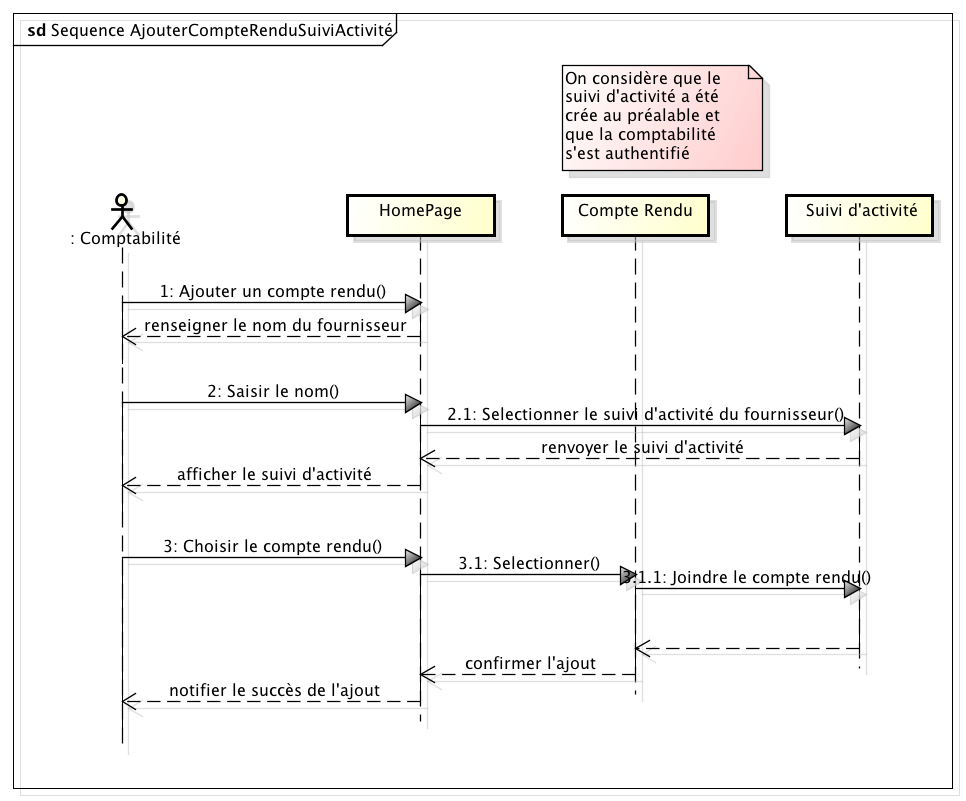 sd Sequence AjouterCompteRenduSuiviActivité
On considère que le
suivi d'activité a été
crée au préalable et
que la comptabilité
s'est authentifié
: Comptabilité
HomePage
Compte Rendu
Suivi d'activité
1: Ajouter un compte rendu()
renseigner le nom du fournisseur
2: Saisir le nom()
2.1: Selectionner le suivi d'activité du fournisseur()
renvoyer le suivi d'activité
afficher le suivi d'activité
3: Choisir le compte rendu()
3.1: Selectionner()
3.1.1: Joindre le compte rendu()
confirmer l'ajout
notifier le succès de l'ajout